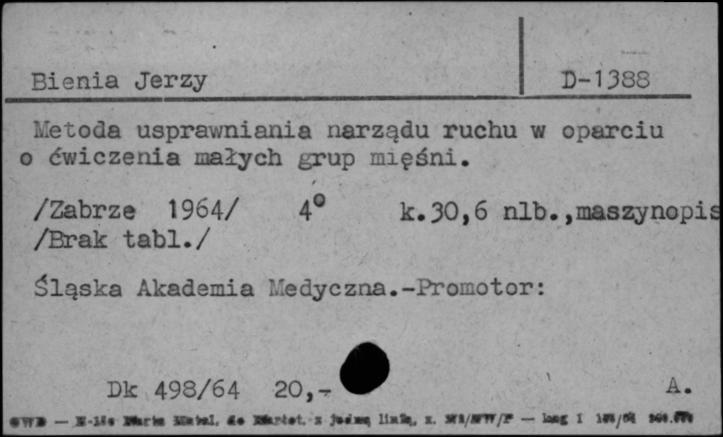 Bienia Jerzy D-1388
Metoda usprawniania narządu ruchu w oparciu
o ćwiczenia małych grup mięśni.
/Zabrze 1964/ 4° k.30,6 nlb.,maszynopis
/Brak tabl./
Śląska Akademia Medyczna.-Promotor:
Dk 498/64 20,- A.